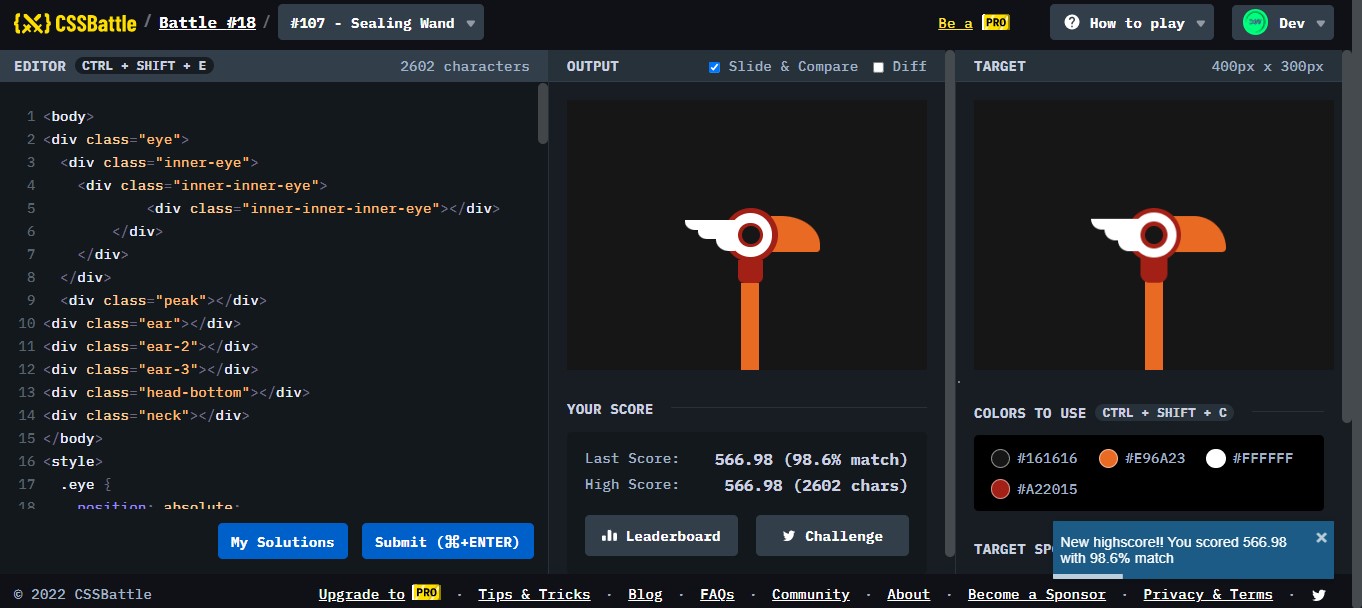 {X} CSSBattle / Battle #18 / #107 - Sealing Wand ▼ Be a PRO ? How to play ▼ Dev ▼
EDITOR CTRL + SHIFT + E 2602 characters OUTPUT Slide & Compare Diff TARGET 400px x 300px
1 <body>
2 <div class="eye">
3 <div class="inner-eye">
4 <div class="inner-inner-eye">
5 <div class="inner-inner-inner-eye"></div>
6 </div>
7 </div>
8 </div>
9 <div class="peak"></div>
10 <div class="ear"></div>
11 <div class="ear-2"></div>
12 <div class="ear-3"></div>
13 <div class="head-bottom"></div>
14 <div class="neck"></div>
15 </body>
16 <style>
17 .eye {
18 position: absolute;
My Solutions Submit (⌘+ENTER)
YOUR SCORE
Last Score: 566.98 (98.6% match)
High Score: 566.98 (2602 chars)
Leaderboard Challenge
COLORS TO USE CTRL + SHIFT + C
#161616 #E96A23 #FFFFFF
#A22015
TARGET SP
New highscore!! You scored 566.98
with 98.6% match
© 2022 CSSBattle Upgrade to PRO · Tips & Tricks · Blog · FAQs · Community · About · Become a Sponsor · Privacy & Terms ·